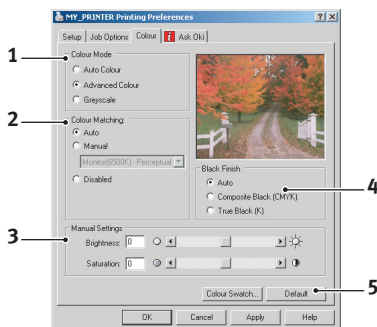 MY_PRINTER Printing Preferences
Setup Job Options Colour Ask Oki
1
Colour Mode
Auto Colour
Advanced Colour
Greyscale
2
Colour Matching:
Auto
Manual
Monitor(6500K) - Perceptual
Disabled
Black Finish
Auto
Composite Black (CMYK)
True Black (K)
4
3
Manual Settings
Brightness: 0
Saturation: 0
Colour Swatch... Default
5
OK Cancel Apply Help